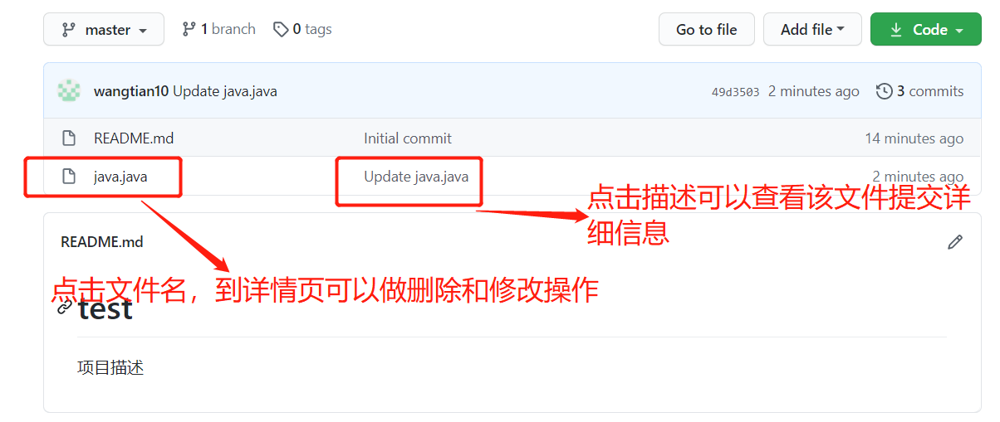 master
1 branch
0 tags
Go to file
Add file
Code
wangtian10 Update java.java
49d3503 2 minutes ago
3 commits
README.md
Initial commit
14 minutes ago
java.java
Update java.java
2 minutes ago
点击描述可以查看该文件提交详
细信息
README.md
点击文件名，到详情页可以做删除和修改操作
test
项目描述